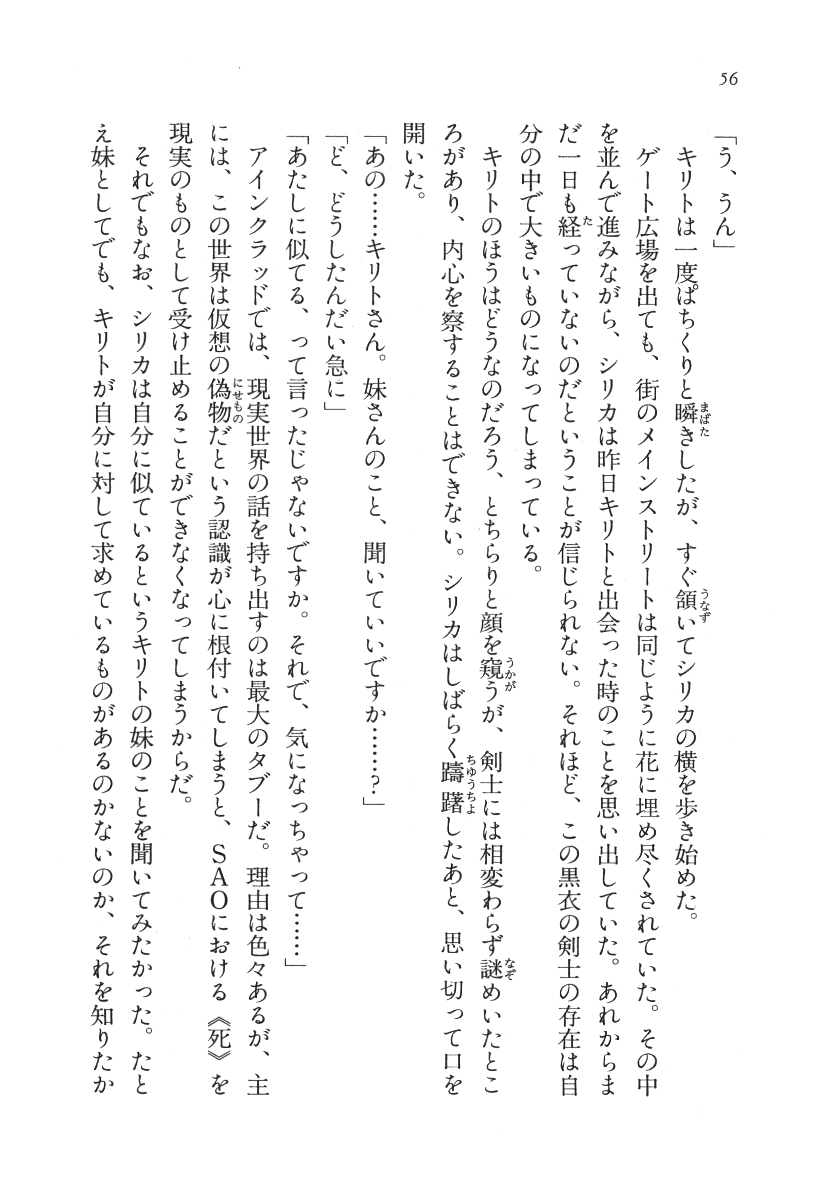 56
「う、うん」
キリトは一度ぱちくりと瞬きしたが、すぐ頷いてシリカの横を歩き始めた。
ゲート広場を出ても、街のメインストリートは同じように花に埋め尽くされていた。その中
を並んで進みながら、シリカは昨日キリトと出会った時のことを思い出していた。あれからま
だ一日も経っていないのだということが信じられない。それほど、この黒衣の剣士の存在は自
分の中で大きいものになってしまっている。
キリトのほうはどうなのだろう、とちらりと顔を窺うが、剣士には相変わらず謎めいたとこ
ろがあり、内心を察することはできない。シリカはしばらく躊躇したあと、思い切って口を
開いた。
「あの……キリトさん。妹さんのこと、聞いていいですか……?」
「ど、どうしたんだい急に」
「あたしに似てる、って言ったじゃないですか。それで、気になっちゃって……」
アインクラッドでは、現実世界の話を持ち出すのは最大のタブーだ。理由は色々あるが、主
には、この世界は仮想の偽物だという認識が心に根付いてしまうと、SAOにおける《死》を
現実のものとして受け止めることができなくなってしまうからだ。
それでもなお、シリカは自分に似ているというキリトの妹のことを聞いてみたかった。たと
え妹としてでも、キリトが自分に対して求めているものがあるのかないのか、それを知りたか